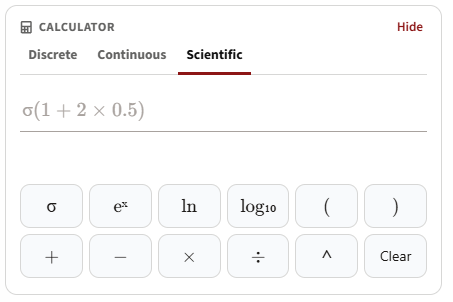 CALCULATOR Hide
Discrete Continuous Scientific
σ(1 + 2 × 0.5)
σ eˣ ln log₁₀ ( )
+ − × ÷ ^ Clear